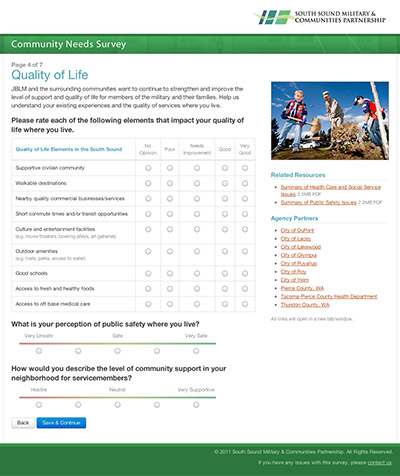 SOUTH SOUND MILITARY &
COMMUNITIES PARTNERSHIP
Community Needs Survey
Page 4 of 7
Quality of Life
JBLM and the surrounding communities want to continue to strengthen and improve the
level of support and quality of life for members of the military and their families. Help us
understand your existing experiences and the quality of services where you live.
Please rate each of the following elements that impact your quality of
life where you live.
Quality of Life Elements in the South Sound
No Opinion
Poor
Needs Improvement
Good
Very Good
Supportive civilian community
Walkable destinations
Nearby quality commercial businesses/services
Short commute times and/or transit opportunities
Culture and entertainment facilities
(e.g. movie theaters, bowling alleys, art galleries)
Outdoor amenities
(e.g. trails, parks, access to water)
Good schools
Access to fresh and healthy foods
Access to off base medical care
What is your perception of public safety where you live?
Very Unsafe
Safe
Very Safe
How would you describe the level of community support in your
neighborhood for servicemembers?
Hostile
Neutral
Very Supportive
Back
Save & Continue
Related Resources
Summary of Health Care and Social Service
Issues 2.3MB PDF
Summary of Public Safety Issues 2.3MB PDF
Agency Partners
City of DuPont
City of Lacey
City of Lakewood
City of Olympia
City of Puyallup
City of Roy
City of Yelm
Pierce County, WA
Tacoma-Pierce County Health Department
Thurston County, WA
All links will open in a new tab/window.
© 2011 South Sound Military & Communities Partnership. All Rights Reserved.
If you have any issues with this survey, please contact us.